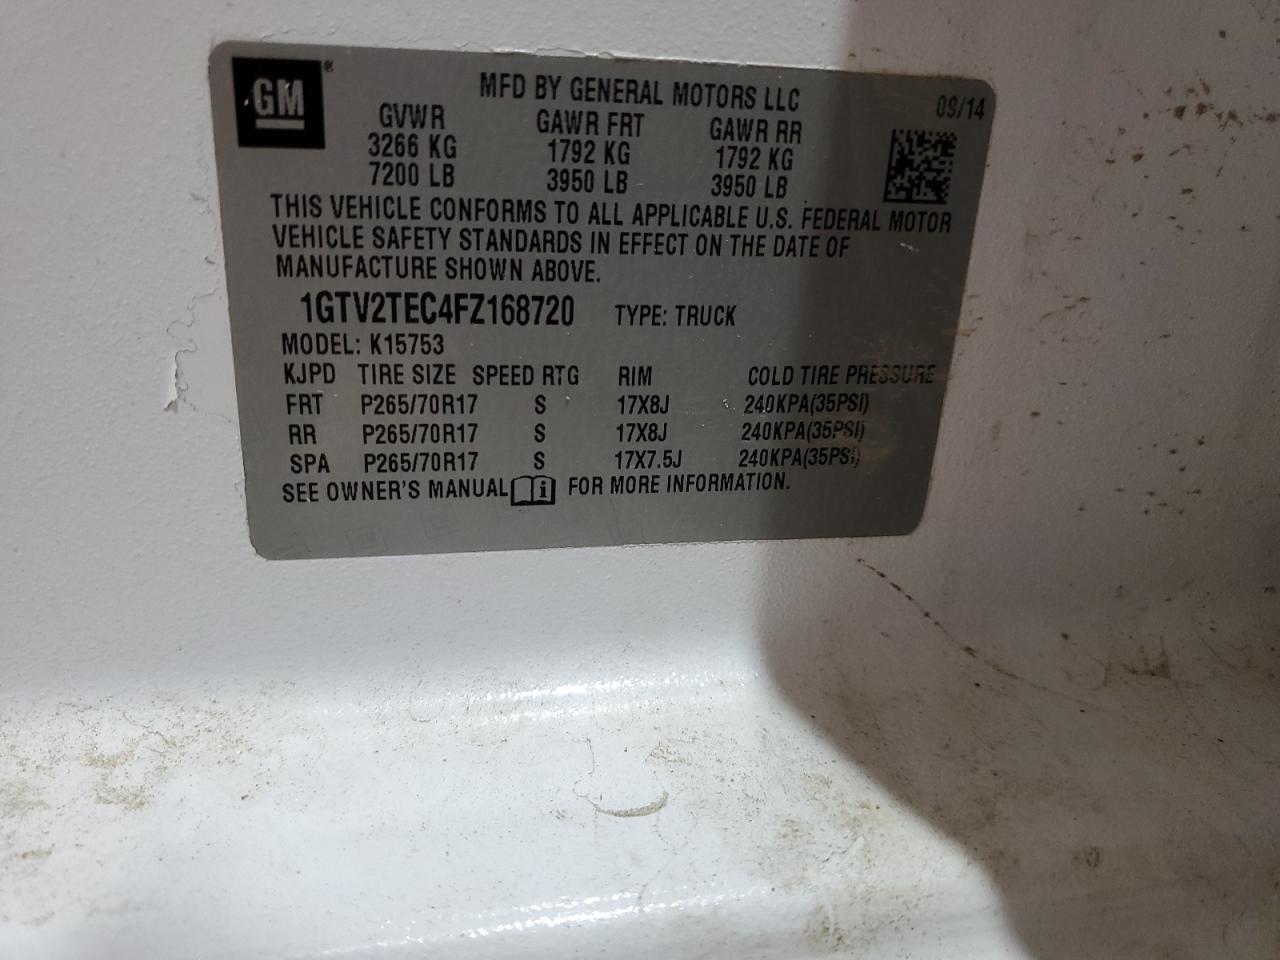 GM®
MFD BY GENERAL MOTORS LLC 09/14
GVWR GAWR FRT GAWR RR
3266 KG 1792 KG 1792 KG
7200 LB 3950 LB 3950 LB
THIS VEHICLE CONFORMS TO ALL APPLICABLE U.S. FEDERAL MOTOR
VEHICLE SAFETY STANDARDS IN EFFECT ON THE DATE OF
MANUFACTURE SHOWN ABOVE.
1GTV2TEC4FZ168720 TYPE: TRUCK
MODEL: K15753
KJPD TIRE SIZE SPEED RTG RIM COLD TIRE PRESSURE
FRT P265/70R17 S 17X8J 240KPA(35PSI)
RR P265/70R17 S 17X8J 240KPA(35PSI)
SPA P265/70R17 S 17X7.5J 240KPA(35PSI)
SEE OWNER'S MANUAL FOR MORE INFORMATION.